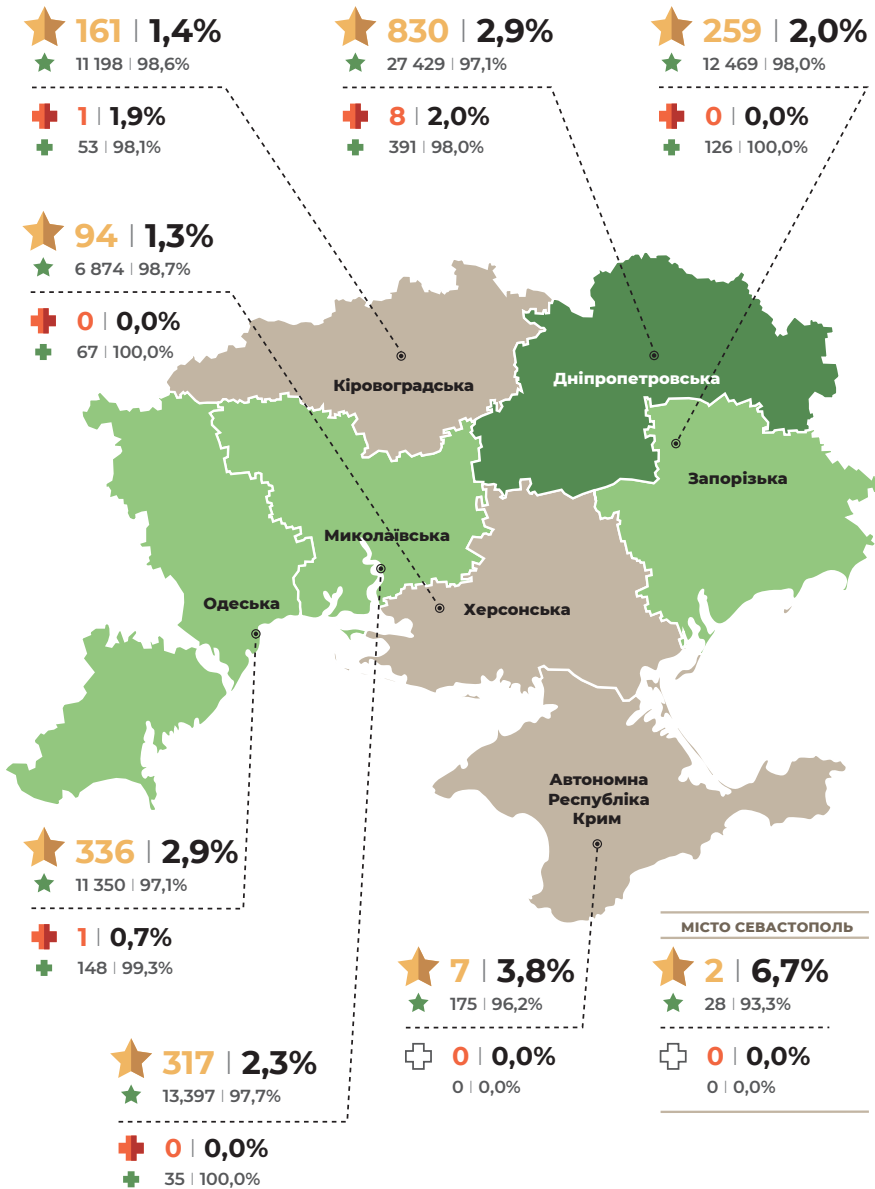 161 | 1,4%
11 198 | 98,6%
1 | 1,9%
53 | 98,1%
830 | 2,9%
27 429 | 97,1%
8 | 2,0%
391 | 98,0%
259 | 2,0%
12 469 | 98,0%
0 | 0,0%
126 | 100,0%
94 | 1,3%
6 874 | 98,7%
0 | 0,0%
67 | 100,0%
Кіровоградська
Дніпропетровська
Запорізька
Миколаївська
Одеська
Херсонська
Автономна
Республіка
Крим
336 | 2,9%
11 350 | 97,1%
1 | 0,7%
148 | 99,3%
317 | 2,3%
13,397 | 97,7%
0 | 0,0%
35 | 100,0%
7 | 3,8%
175 | 96,2%
0 | 0,0%
0 | 0,0%
МІСТО СЕВАСТОПОЛЬ
2 | 6,7%
28 | 93,3%
0 | 0,0%
0 | 0,0%